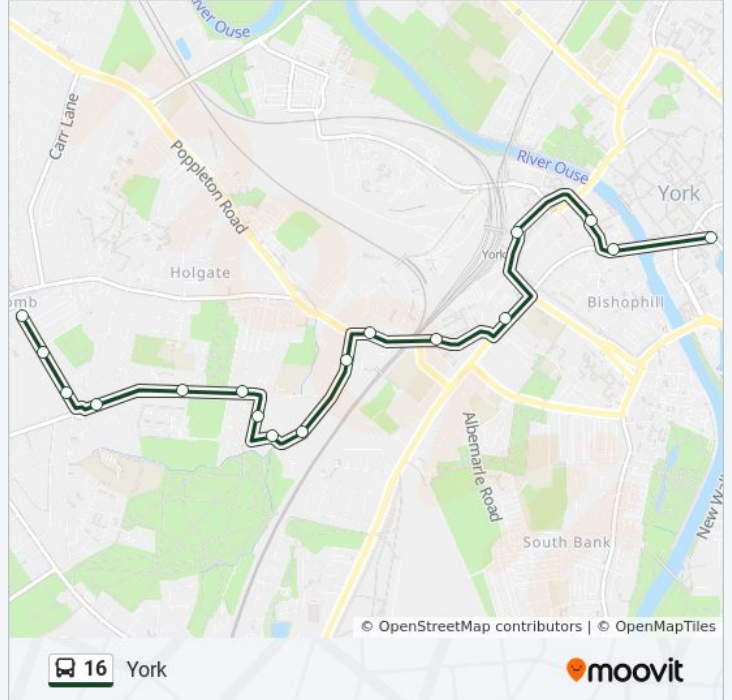 ver Ouse
Carr Lane
Poppleton Road
River Ouse
York
York
Holgate
omb
Bishophill
Albemarle Road
New Wal
South Bank
© OpenStreetMap contributors | © OpenMapTiles
16 York
moovit